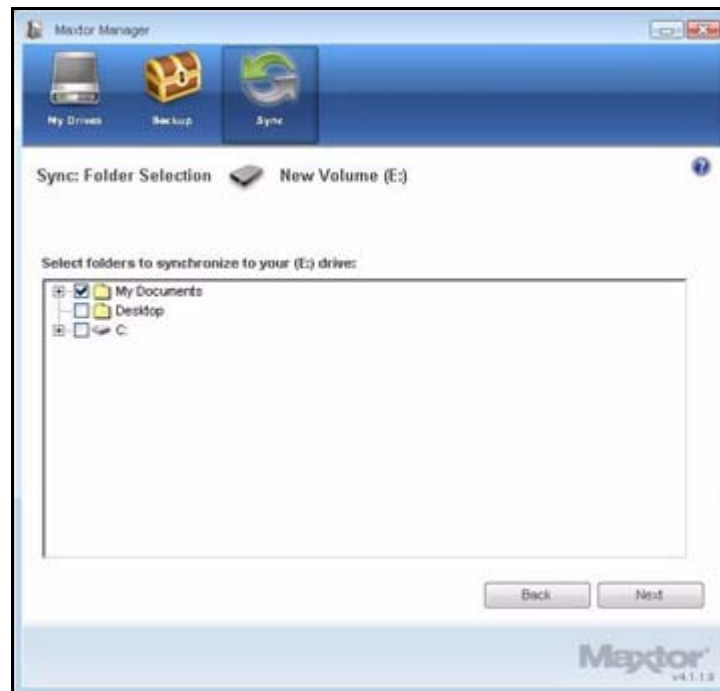 Maxtor Manager
My Drives
Backup
Sync
Sync: Folder Selection
New Volume (E:)
Select folders to synchronize to your (E:) drive:
My Documents
Desktop
C:
Back
Next
Maxtor